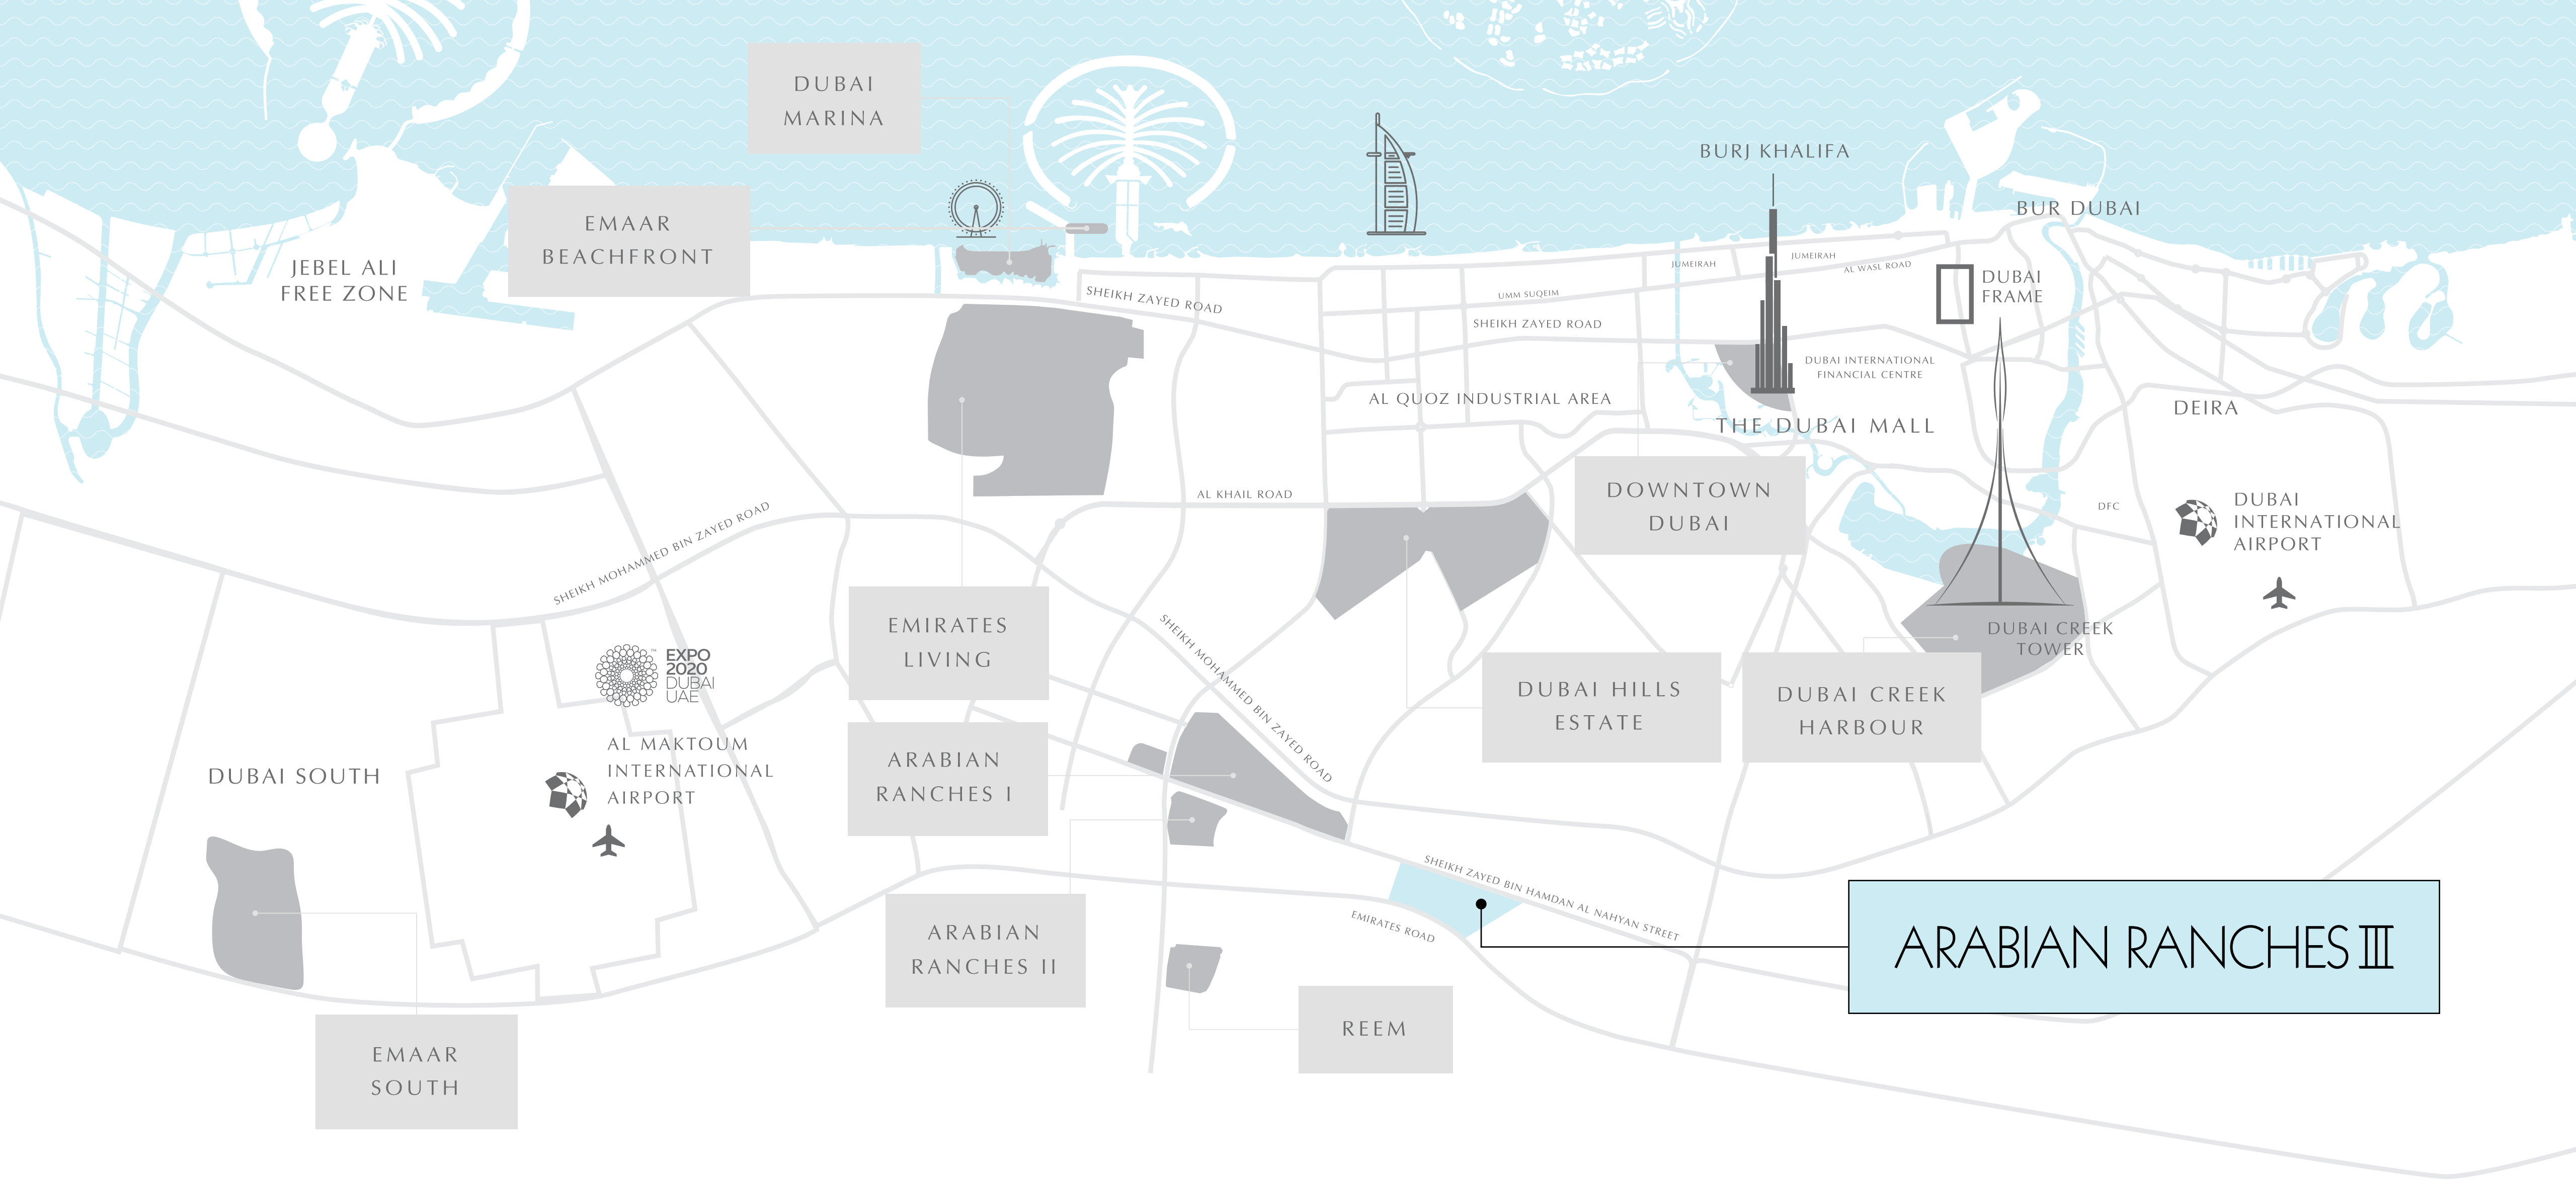 DUBAI
MARINA
BURJ KHALIFA
EMAAR
BEACHFRONT
BUR DUBAI
JEBEL ALI
FREE ZONE
JUMEIRAH
JUMEIRAH
AL WASL ROAD
DUBAI
FRAME
SHEIKH ZAYED ROAD
UMM SUQEIM
SHEIKH ZAYED ROAD
DUBAI INTERNATIONAL
FINANCIAL CENTRE
AL QUOZ INDUSTRIAL AREA
THE DUBAI MALL
DEIRA
AL KHAIL ROAD
DOWNTOWN
DUBAI
DFC
DUBAI
INTERNATIONAL
AIRPORT
SHEIKH MOHAMMED BIN ZAYED ROAD
EMIRATES
LIVING
SHEIKH MOHAMMED BIN ZAYED ROAD
DUBAI CREEK
TOWER
EXPO
2020
DUBAI
UAE
™
DUBAI HILLS
ESTATE
DUBAI CREEK
HARBOUR
AL MAKTOUM
INTERNATIONAL
AIRPORT
DUBAI SOUTH
ARABIAN
RANCHES I
SHEIKH ZAYED BIN HAMDAN AL NAHYAN STREET
EMIRATES ROAD
ARABIAN
RANCHES II
ARABIAN RANCHES III
REEM
EMAAR
SOUTH